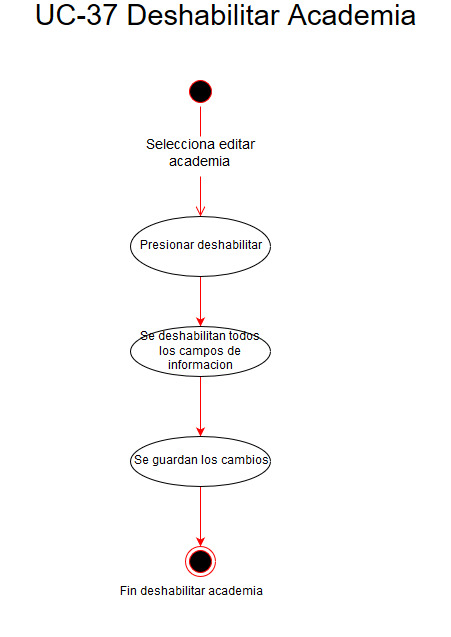 UC-37 Deshabilitar Academia
Selecciona editar
academia
Presionar deshabilitar
Se deshabilitan todos
los campos de
informacion
Se guardan los cambios
Fin deshabilitar academia